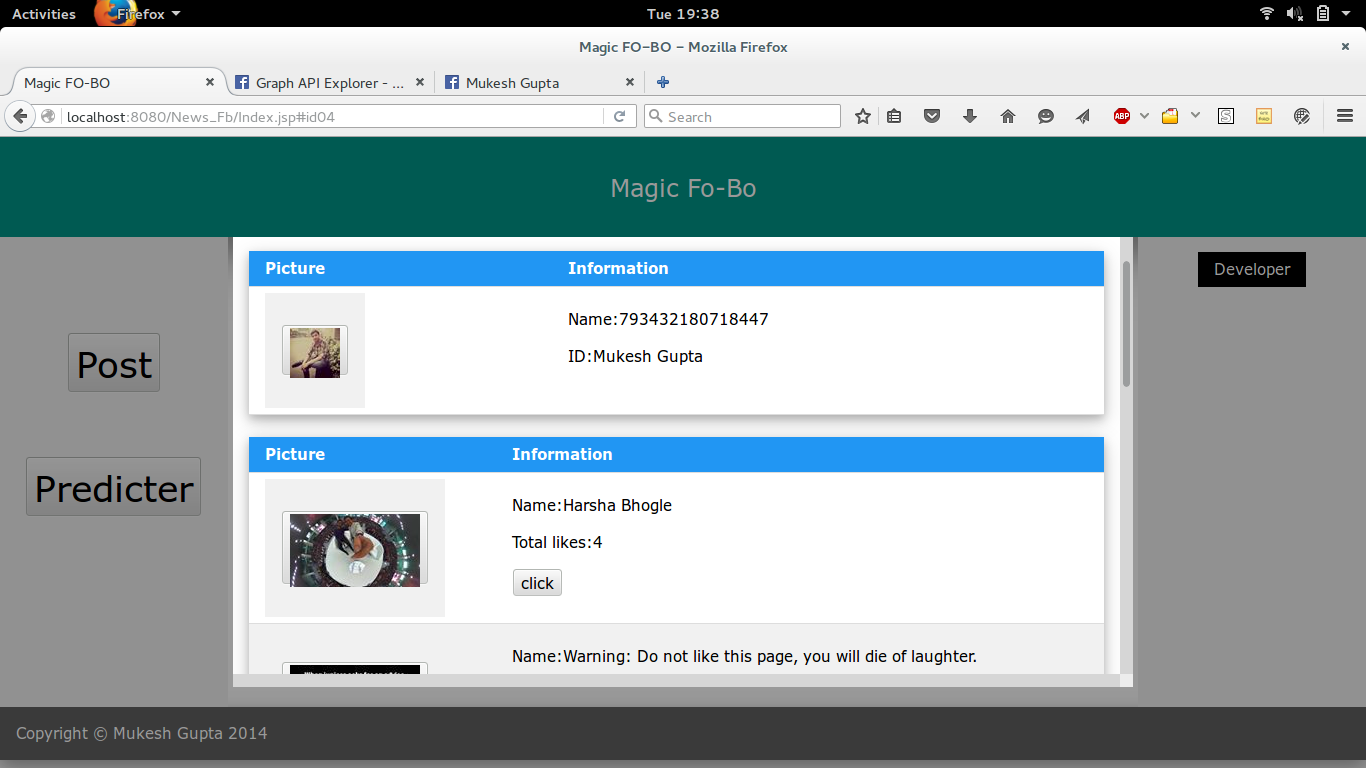 Activities Firefox Tue 19:38
Magic FO-BO - Mozilla Firefox
Magic FO-BO Graph API Explorer - ... Mukesh Gupta
localhost:8080/News_Fb/Index.jsp#id04 Search ABP S
Magic Fo-Bo
Developer
Post
Predicter
Picture Information
Name:793432180718447
ID:Mukesh Gupta
Picture Information
Name:Harsha Bhogle
Total likes:4
click
Name:Warning: Do not like this page, you will die of laughter.
Copyright © Mukesh Gupta 2014